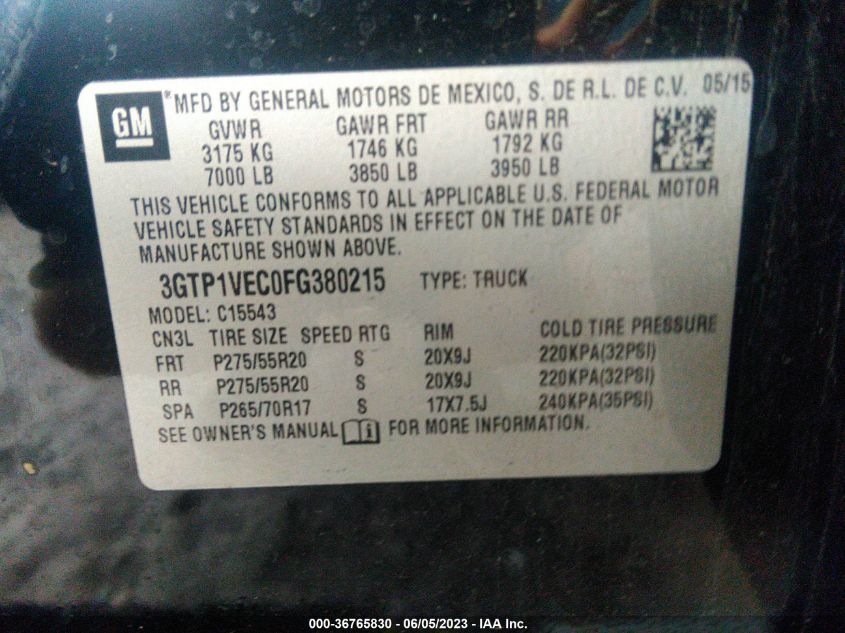 GM
®MFD BY GENERAL MOTORS DE MEXICO, S. DE R.L. DE C.V. 05/15
GVWR GAWR FRT GAWR RR
3175 KG 1746 KG 1792 KG
7000 LB 3850 LB 3950 LB
THIS VEHICLE CONFORMS TO ALL APPLICABLE U.S. FEDERAL MOTOR
VEHICLE SAFETY STANDARDS IN EFFECT ON THE DATE OF
MANUFACTURE SHOWN ABOVE.
3GTP1VEC0FG380215 TYPE: TRUCK
MODEL: C15543
CN3L TIRE SIZE SPEED RTG RIM COLD TIRE PRESSURE
FRT P275/55R20 S 20X9J 220KPA(32PSI)
RR P275/55R20 S 20X9J 220KPA(32PSI)
SPA P265/70R17 S 17X7.5J 240KPA(35PSI)
SEE OWNER'S MANUAL i FOR MORE INFORMATION.
000-36765830 - 06/05/2023 - IAA Inc.